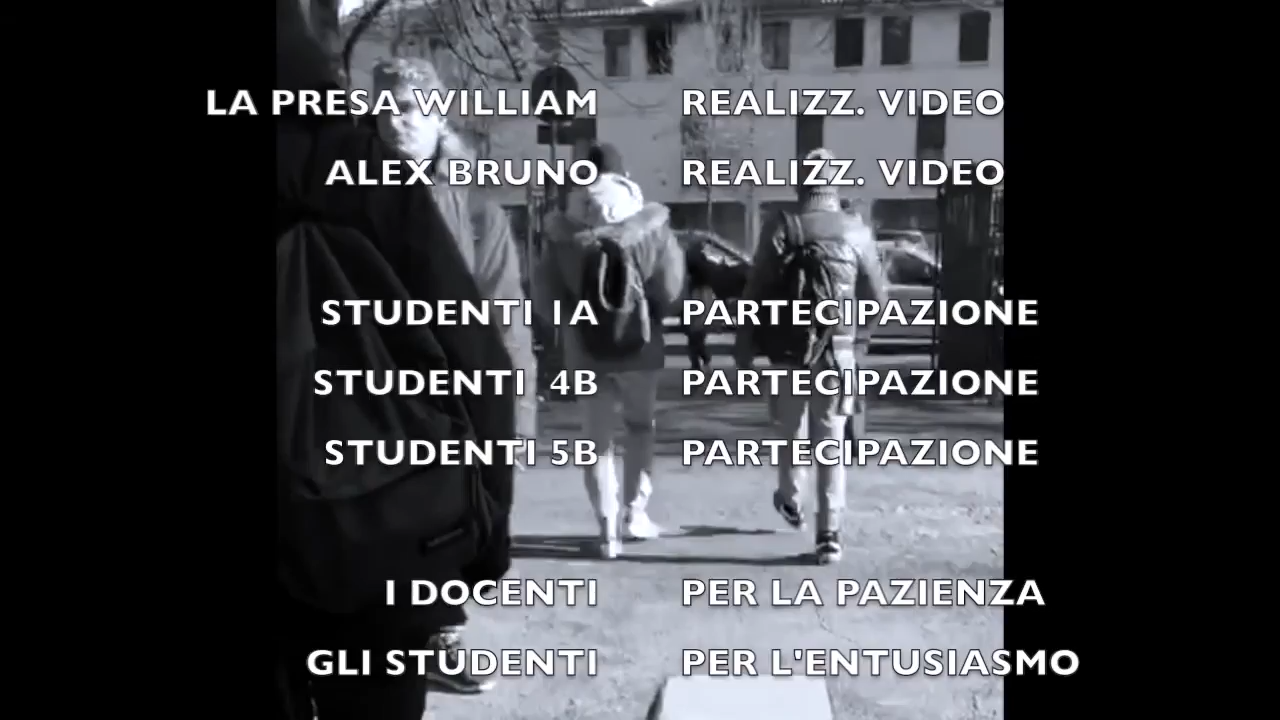 LA PRESA WILLIAM REALIZZ. VIDEO
ALEX BRUNO REALIZZ. VIDEO
STUDENTI 1A PARTECIPAZIONE
STUDENTI 4B PARTECIPAZIONE
STUDENTI 5B PARTECIPAZIONE
I DOCENTI PER LA PAZIENZA
GLI STUDENTI PER L'ENTUSIASMO